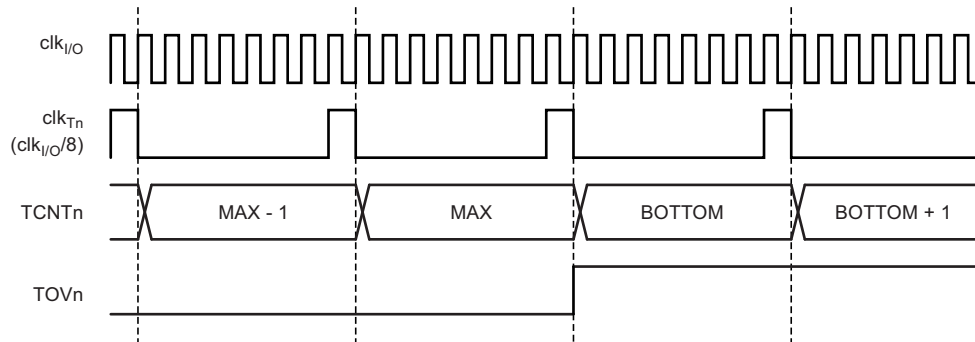 clkI/O
clkTn
(clkI/O/8)
TCNTn MAX - 1 MAX BOTTOM BOTTOM + 1
TOVn